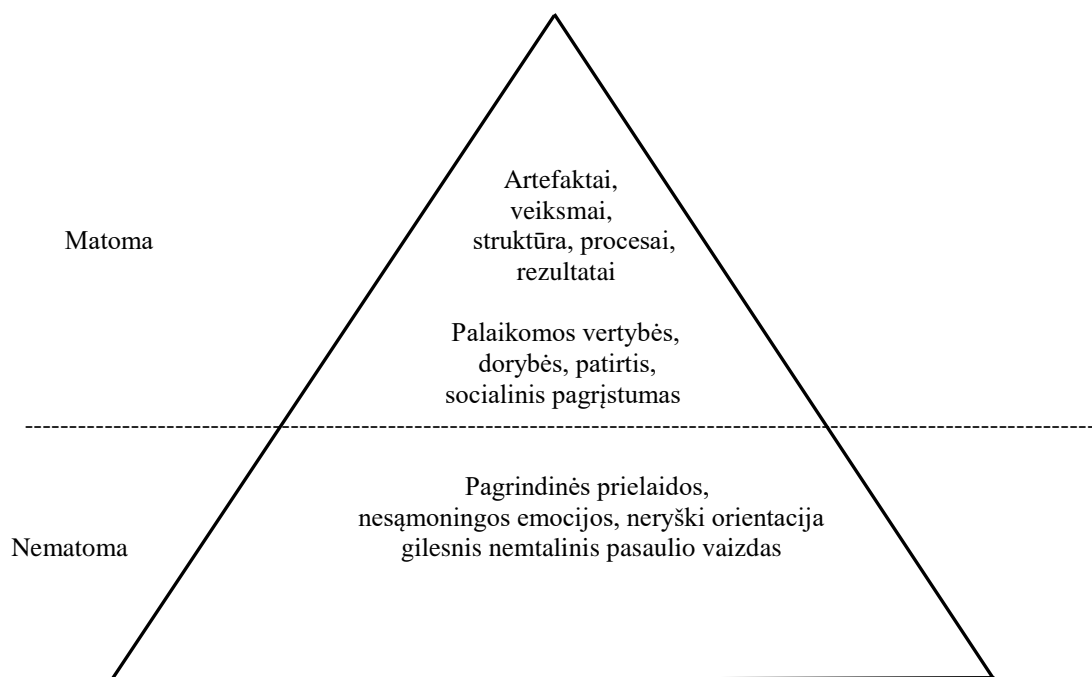 Artefaktai,
veiksmai,
Matoma
struktūra, procesai,
rezultatai
Palaikomos vertybės,
dorybės, patirtis,
socialinis pagrįstumas
Pagrindinės prielaidos,
nesąmoningos emocijos, neryški orientacija
Nematoma
gilesnis nemtalinis pasaulio vaizdas